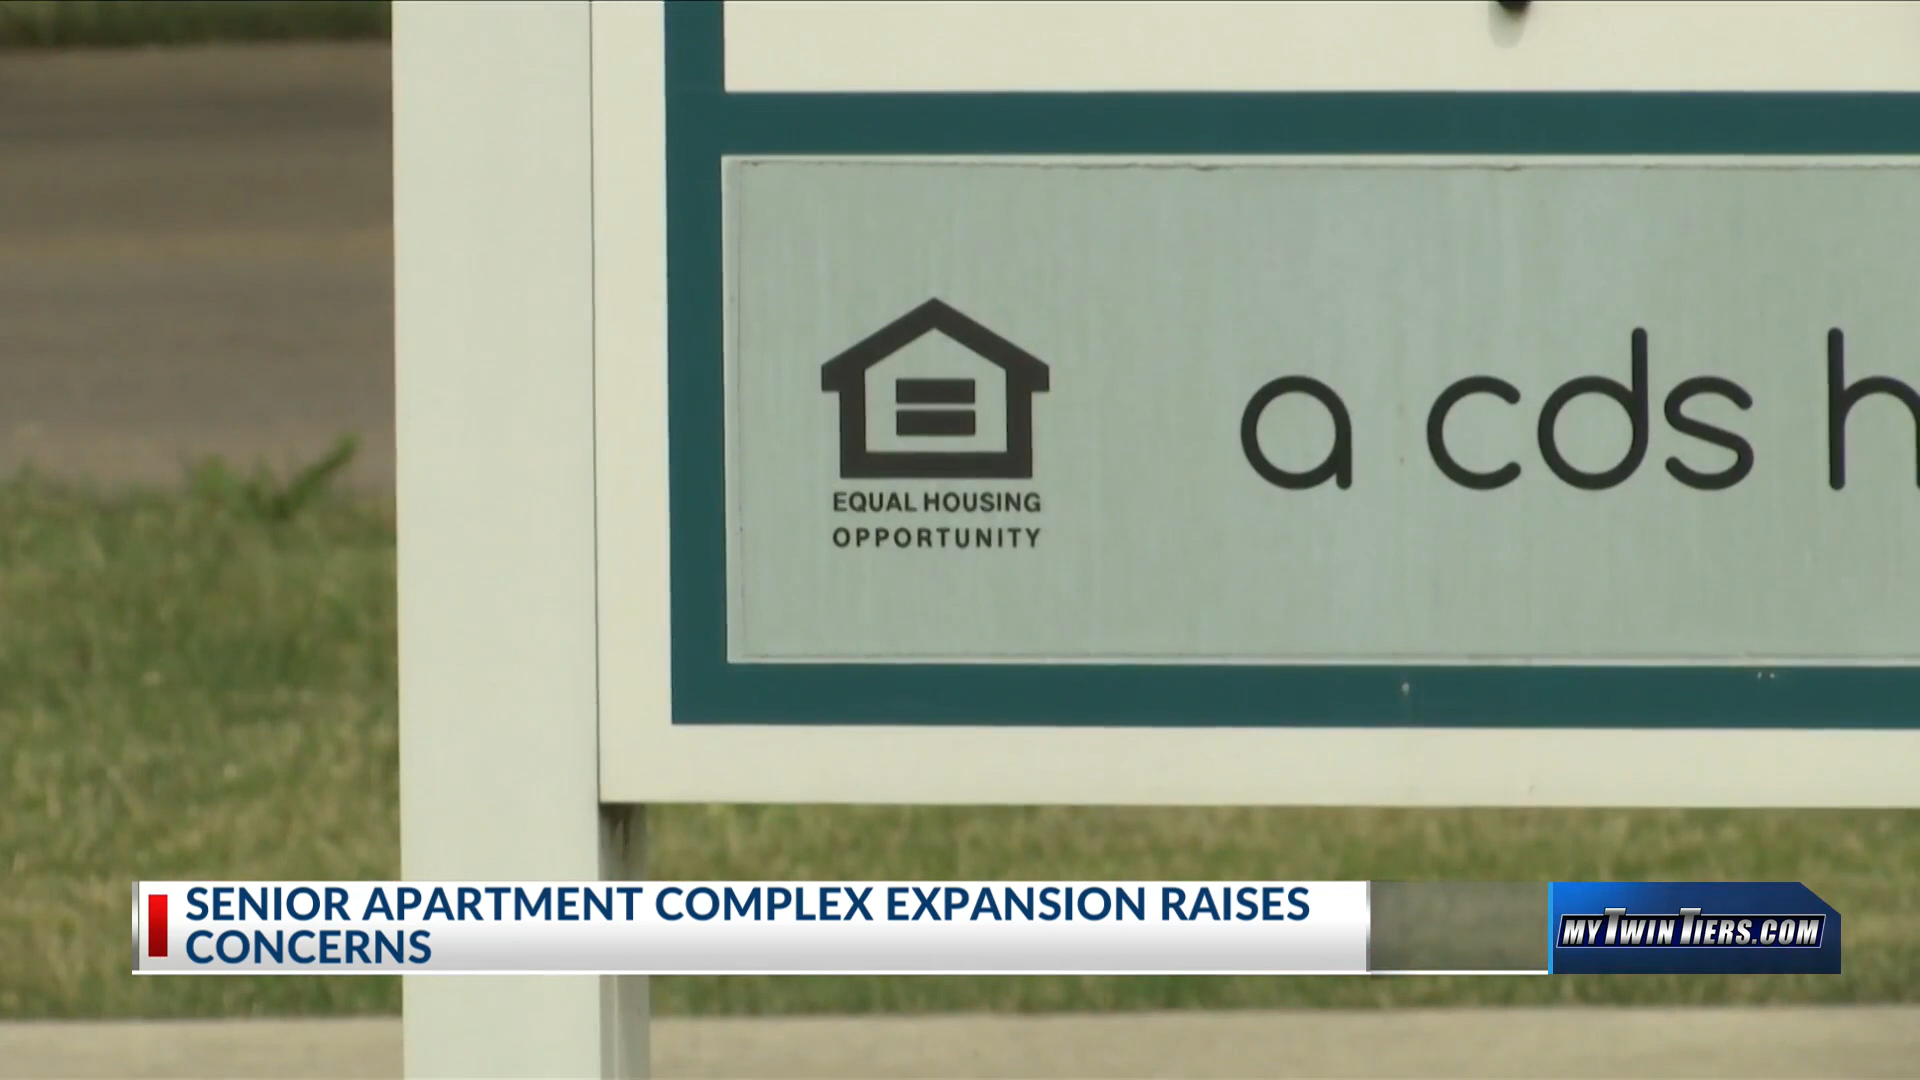 a cds h
EQUAL HOUSING
OPPORTUNITY
SENIOR APARTMENT COMPLEX EXPANSION RAISES
CONCERNS
MYTWINTIERS.COM